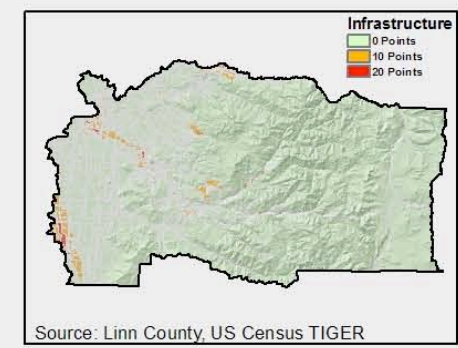 Infrastructure
0 Points
10 Points
20 Points
Source: Linn County, US Census TIGER